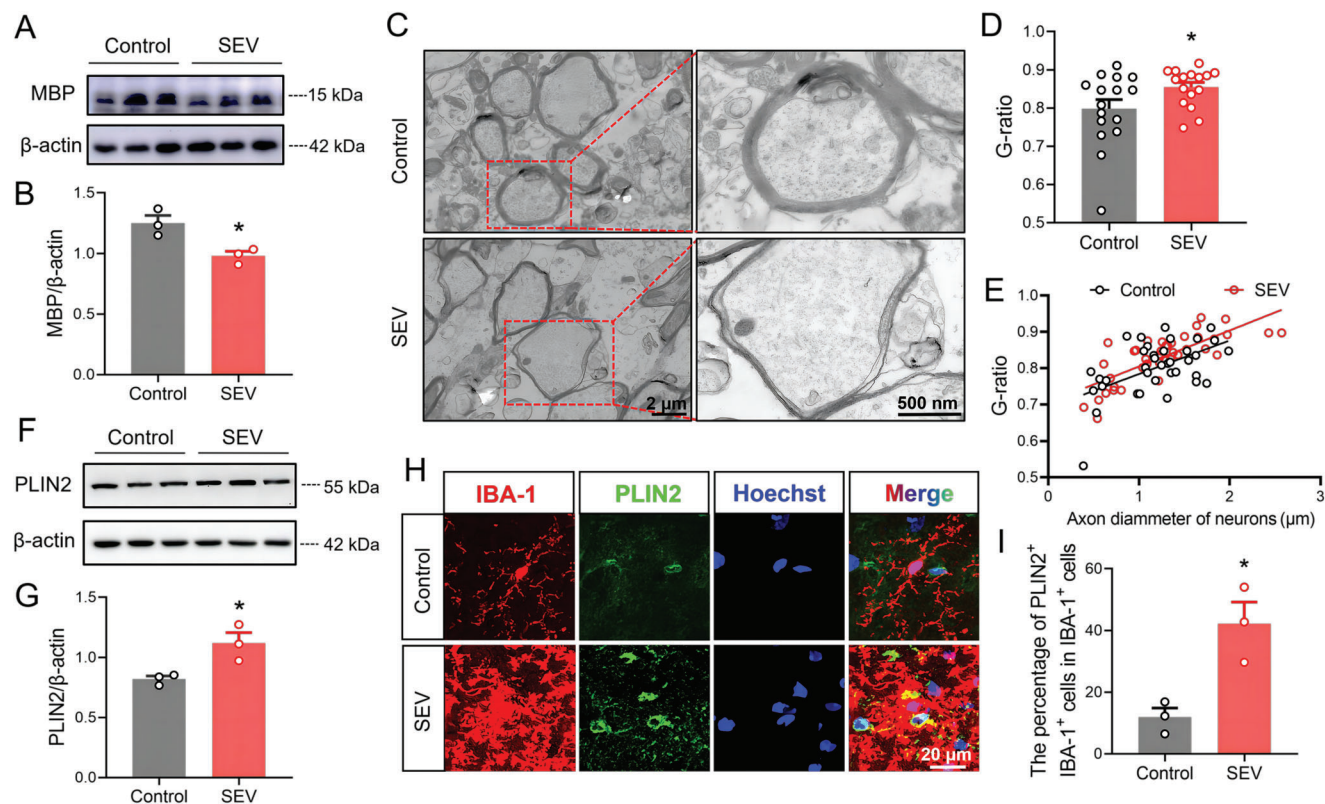 A
Control SEV
MBP
15 kDa
β-actin
42 kDa
B
MBP/β-actin
1.5
1.0
0.5
0.0
*
Control
SEV
C
Control
SEV
2 μm
500 nm
D
G-ratio
1.0
0.9
0.8
0.7
0.6
0.5
*
Control
SEV
E
Control
SEV
G-ratio
1.0
0.9
0.8
0.7
0.6
0.5
0 1 2 3
Axon diammeter of neurons (μm)
F
Control SEV
PLIN2
55 kDa
β-actin
42 kDa
G
PLIN2/β-actin
1.5
1.0
0.5
0.0
*
Control
SEV
H
IBA-1 PLIN2 Hoechst Merge
Control
SEV
20 μm
I
The percentage of PLIN2⁺
IBA-1⁺ cells in IBA-1⁺ cells
60
40
20
0
*
Control
SEV